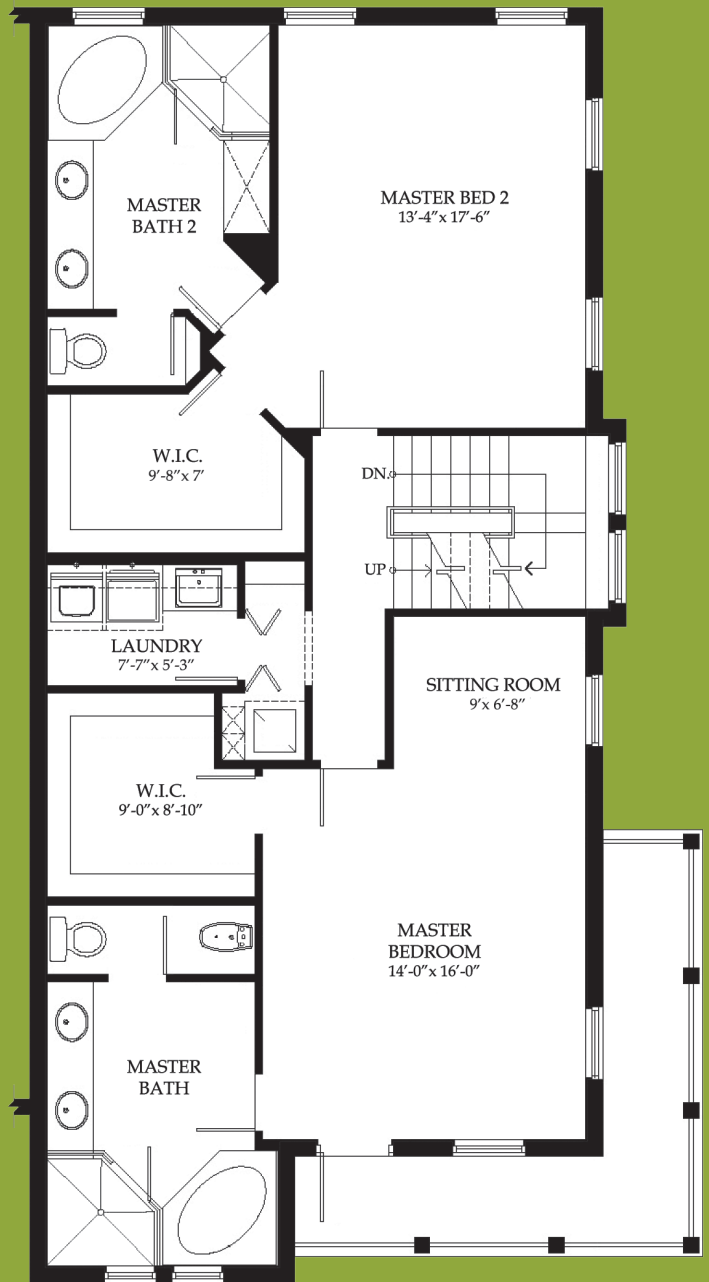 MASTER BED 2
13'-4"x 17'-6"
MASTER
BATH 2
W.I.C.
9'-8"x 7'
DN.
UP
LAUNDRY
7'-7"x 5'-3"
SITTING ROOM
9'x 6'-8"
W.I.C.
9'-0"x 8'-10"
MASTER
BEDROOM
14'-0"x 16'-0"
MASTER
BATH